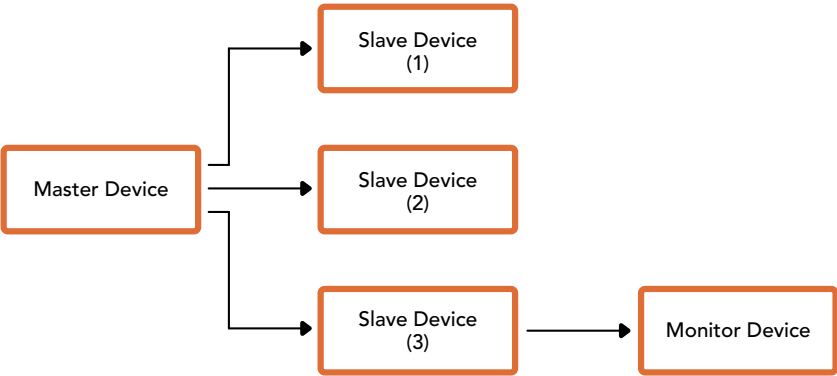 Slave Device
(1)
Master Device
Slave Device
(2)
Slave Device
(3)
Monitor Device